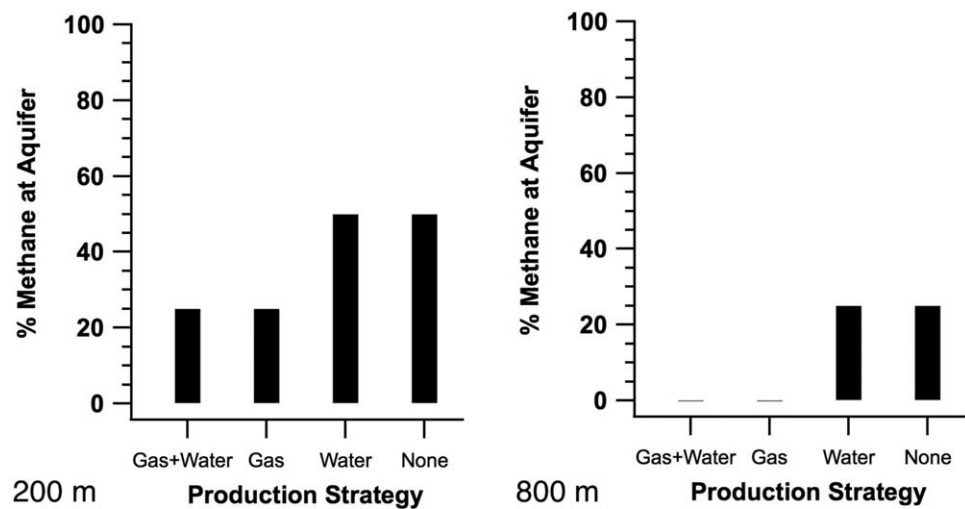 % Methane at Aquifer
100
80
60
40
20
0
Gas+Water Gas Water None
200 m
Production Strategy
% Methane at Aquifer
100
80
60
40
20
0
Gas+Water Gas Water None
800 m
Production Strategy